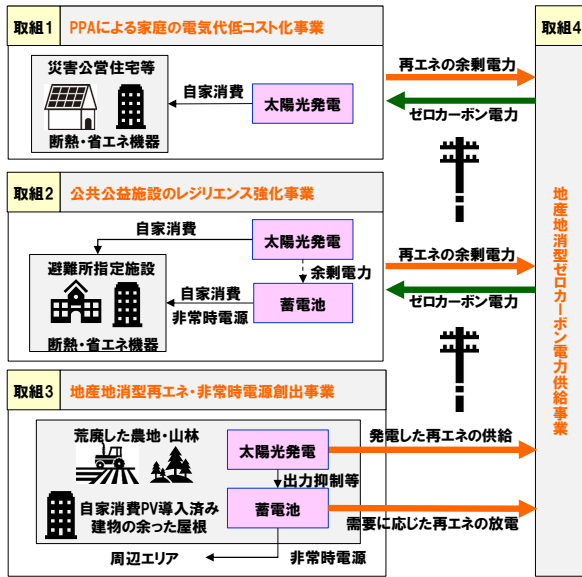 取組1 PPAによる家庭の電気代低コスト化事業
災害公営住宅等
自家消費
太陽光発電
断熱・省エネ機器
再エネの余剰電力
ゼロカーボン電力
取組2 公共公益施設のレジリエンス強化事業
自家消費
太陽光発電
余剰電力
避難所指定施設
自家消費
非常時電源
蓄電池
断熱・省エネ機器
再エネの余剰電力
ゼロカーボン電力
取組3 地産地消型再エネ・非常時電源創出事業
荒廃した農地・山林
太陽光発電
出力抑制等
自家消費PV導入済み
建物の余った屋根
蓄電池
周辺エリア
非常時電源
発電した再エネの供給
需要に応じた再エネの放電
取組4
地産地消型ゼロカーボン電力供給事業